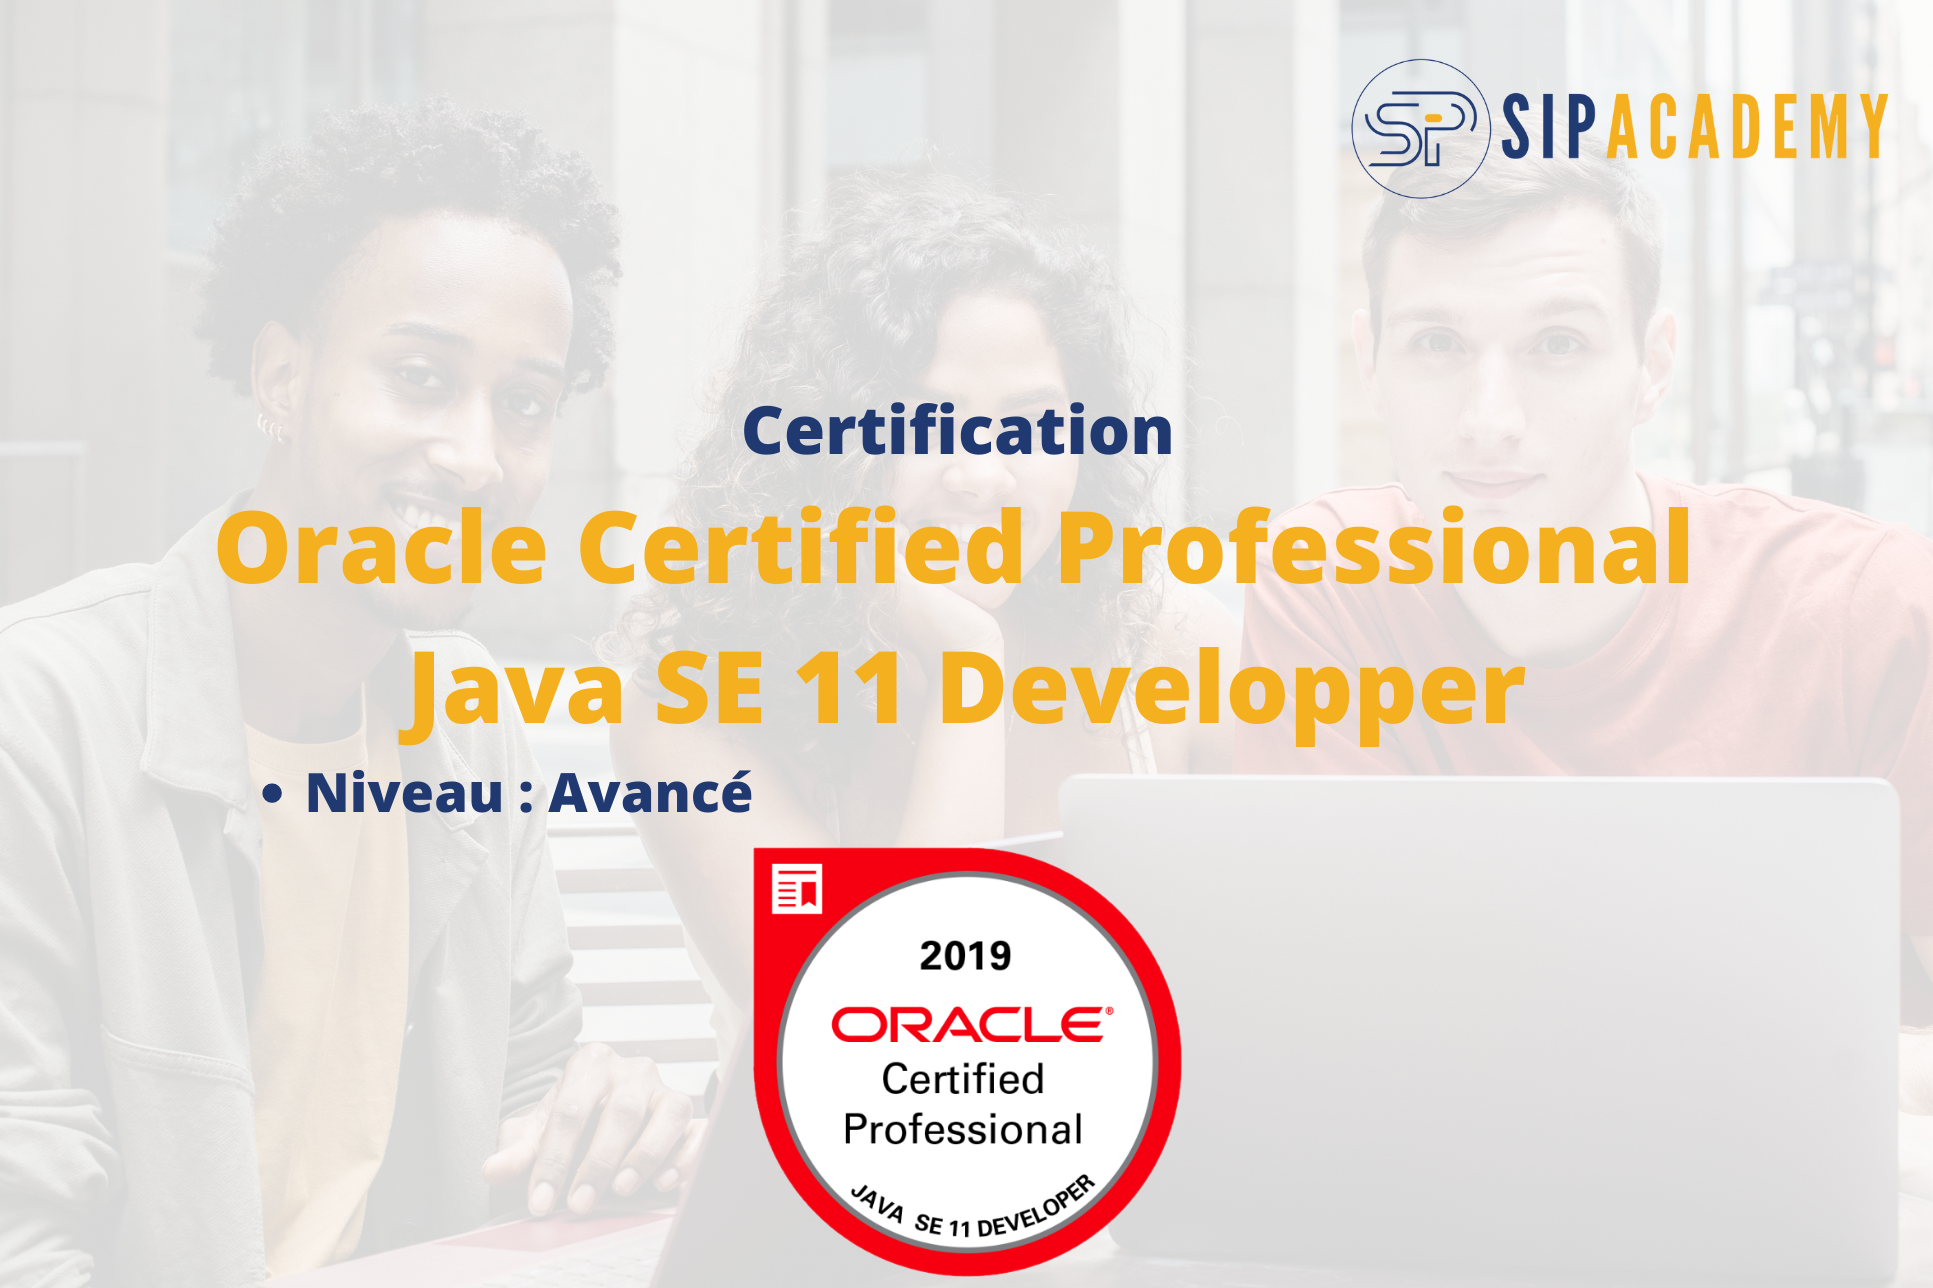 SIPACADEMY
Certification
Oracle Certified Professional
Java SE 11 Developper
• Niveau : Avancé
2019
ORACLE®
Certified
Professional
JAVA SE 11 DEVELOPER